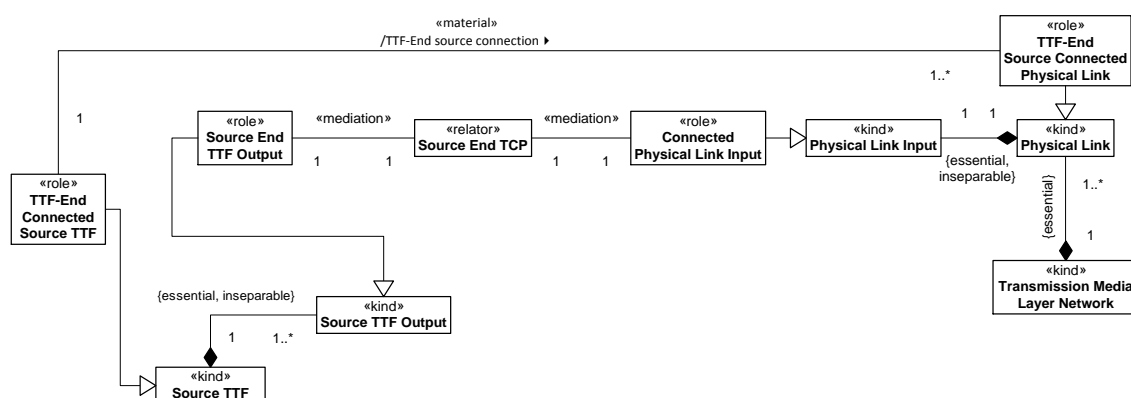 «material»
/TTF-End source connection
«role»
TTF-End
Source Connected
Physical Link
1..*
1
«role»
Source End
TTF Output
«mediation»
1
1
«relator»
Source End TCP
«mediation»
1
1
«role»
Connected
Physical Link Input
«kind»
Physical Link Input
1
1
{essential,
inseparable}
«kind»
Physical Link
1..*
{essential}
1
«kind»
Transmission Media
Layer Network
«role»
TTF-End
Connected
Source TTF
{essential, inseparable}
1
1..*
«kind»
Source TTF Output
«kind»
Source TTF